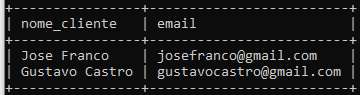 nome_cliente | email
Jose Franco | josefranco@gmail.com
Gustavo Castro | gustavocastro@gmail.com